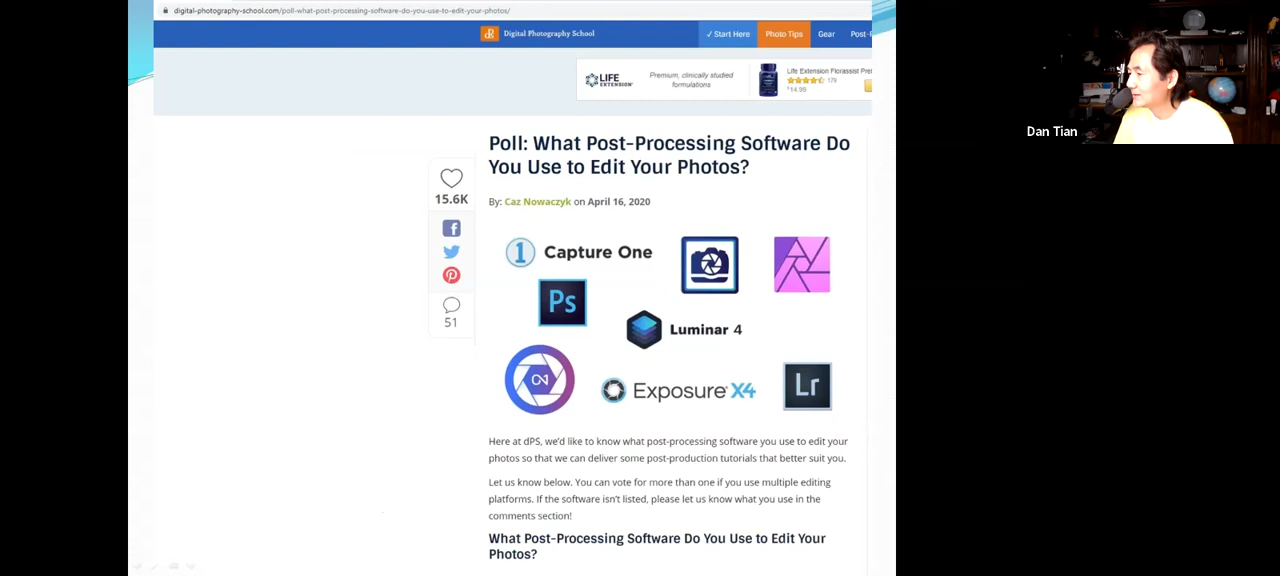 digital-photography-school.com/poll-what-post-processing-software-do-you-use-to-edit-your-photos/
dPS Digital Photography School
✓ Start Here
Photo Tips
Gear
Post-
LIFE EXTENSION
Premium, clinically studied
formulations
Life Extension Florassist Pre
179
$14.99
Poll: What Post-Processing Software Do
You Use to Edit Your Photos?
15.6K
By: Caz Nowaczyk on April 16, 2020
1 Capture One
Ps
Luminar 4
51
ON
Exposure X4
Lr
Here at dPS, we'd like to know what post-processing software you use to edit your
photos so that we can deliver some post-production tutorials that better suit you.
Let us know below. You can vote for more than one if you use multiple editing
platforms. If the software isn't listed, please let us know what you use in the
comments section!
What Post-Processing Software Do You Use to Edit Your
Photos?
Dan Tian